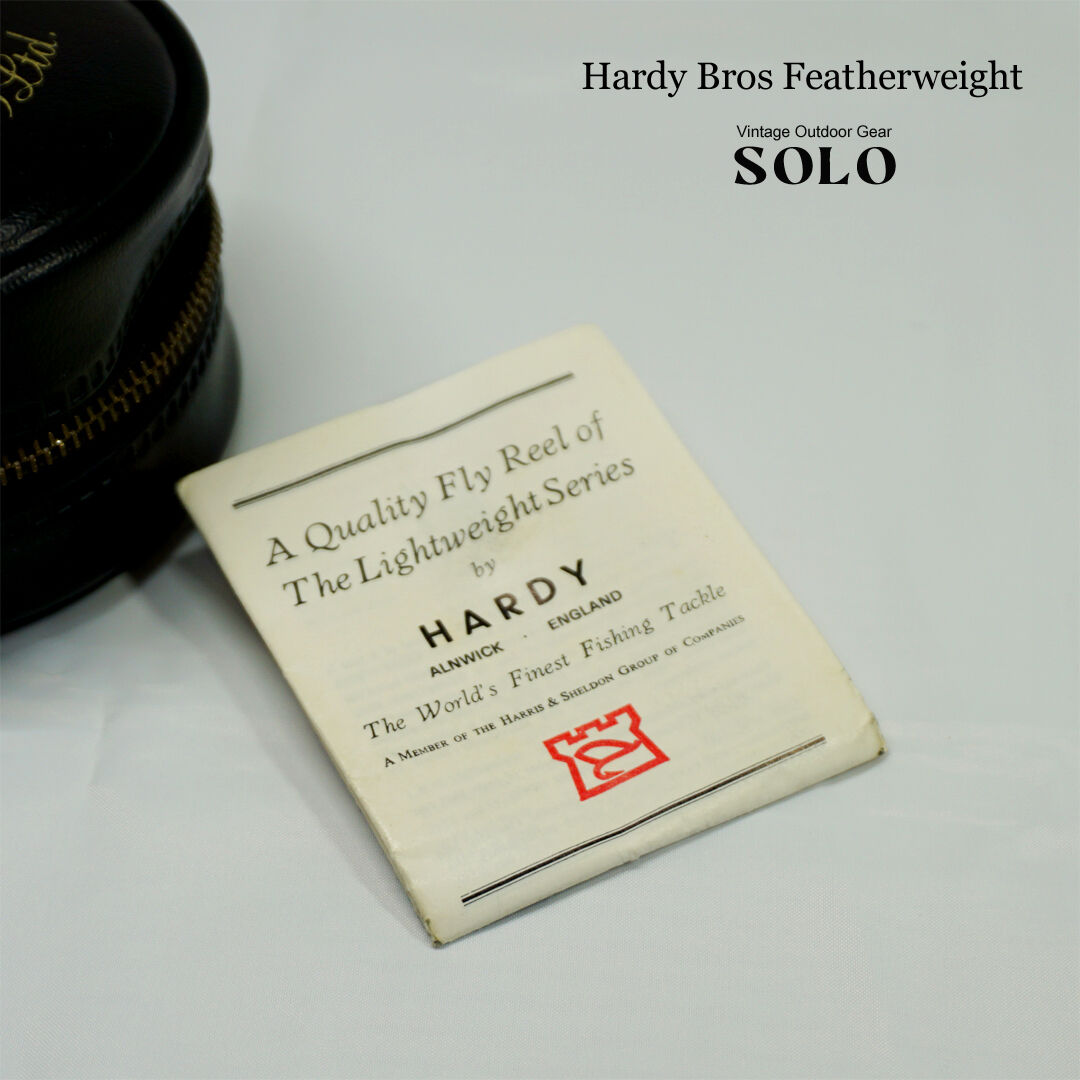 Ltd.
Hardy Bros Featherweight
Vintage Outdoor Gear
SOLO
A Quality Fly Reel of
The Lightweight Series
by
HARDY
ALNWICK · ENGLAND
The World's Finest Fishing Tackle
A MEMBER OF THE HARRIS & SHELDON GROUP OF COMPANIES